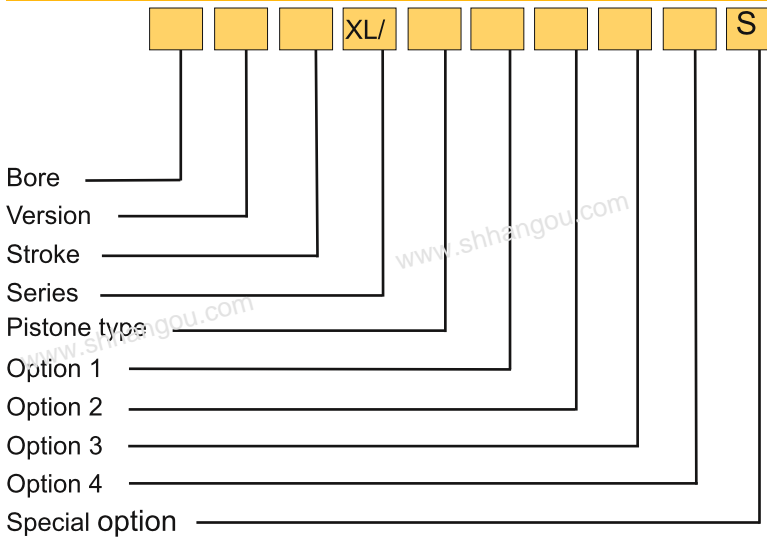 XL/ S
Bore
Version
Stroke
Series
Pistone type
Option 1
Option 2
Option 3
Option 4
Special option
www.shhangou.com
www.shhangou.com